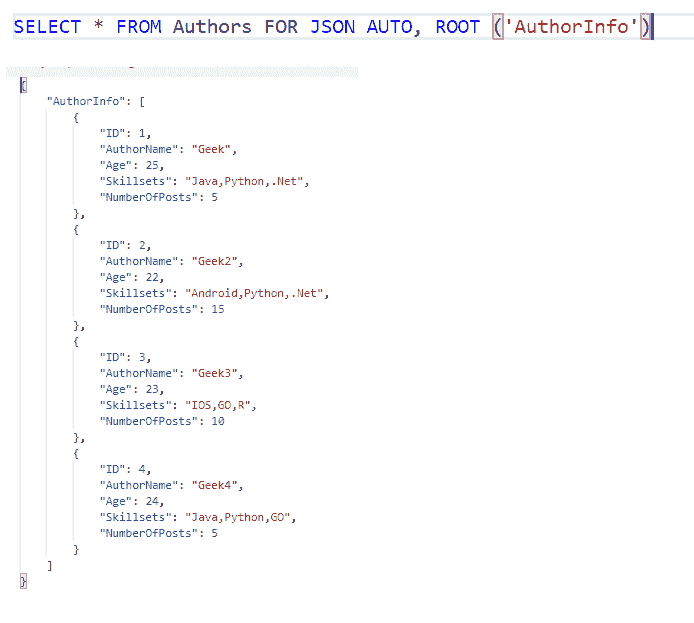 SELECT * FROM Authors FOR JSON AUTO, ROOT ('AuthorInfo')
{
"AuthorInfo": [
{
"ID": 1,
"AuthorName": "Geek",
"Age": 25,
"Skillsets": "Java,Python,.Net",
"NumberOfPosts": 5
},
{
"ID": 2,
"AuthorName": "Geek2",
"Age": 22,
"Skillsets": "Android,Python,.Net",
"NumberOfPosts": 15
},
{
"ID": 3,
"AuthorName": "Geek3",
"Age": 23,
"Skillsets": "IOS,GO,R",
"NumberOfPosts": 10
},
{
"ID": 4,
"AuthorName": "Geek4",
"Age": 24,
"Skillsets": "Java,Python,GO",
"NumberOfPosts": 5
}
]
}